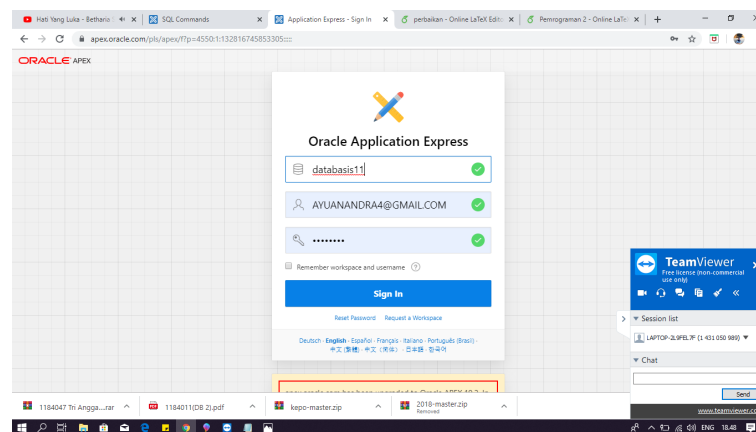 Hati Yang Luka - Betharia S
SQL Commands
Application Express - Sign In
perbaikan - Online LaTeX Edito
Pemrograman 2 - Online LaTe
apex.oracle.com/pls/apex/f?p=4550:1:132816745853305:::::
ORACLE APEX
Oracle Application Express
databasis11
AYUANANDRA4@GMAIL.COM
Remember workspace and username
Sign In
Reset Password Request a Workspace
Deutsch · English · Español · Français · Italiano · Português (Brasil) ·
中文 (繁體) · 中文 (简体) · 日本語 · 한국어
TeamViewer
Free license (non-commercial
use only)
Session list
LAPTOP-2L9FEL7F (1 431 050 989)
Chat
Send
www.teamviewer.co
1184047 Tri Angga....rar
1184011(DB 2).pdf
kepo-master.zip
2018-master.zip
Removed
ENG 18.48